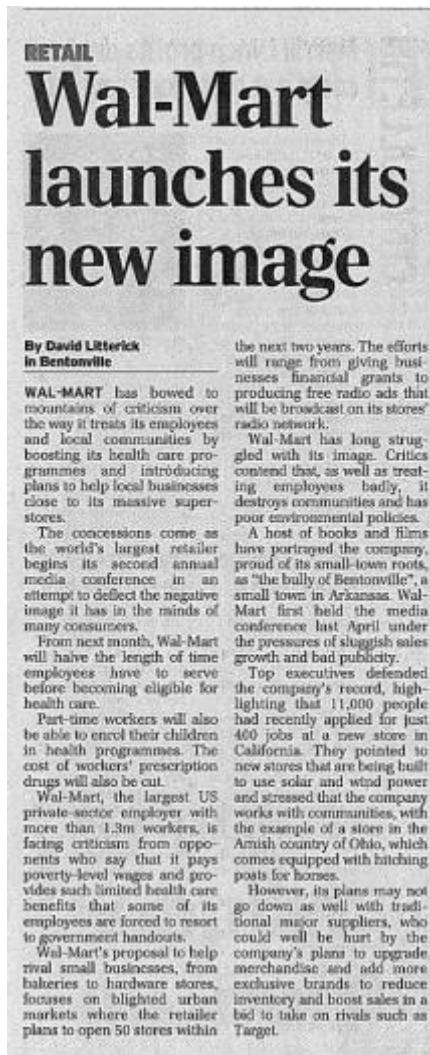 RETAIL
Wal-Mart
launches its
new image
By David Litterick
in Bentonville
WAL-MART has bowed to
mountains of criticism over
the way it treats its employees
and local communities by
boosting its health care pro-
grammes and introducing
plans to help local businesses
close to its massive super-
stores.
The concessions come as
the world's largest retailer
begins its second annual
media conference in an
attempt to deflect the negative
image it has in the minds of
many consumers.
From next month, Wal-Mart
will halve the length of time
employees have to serve
before becoming eligible for
health care.
Part-time workers will also
be able to enrol their children
in health programmes. The
cost of workers' prescription
drugs will also be cut.
Wal-Mart, the largest US
private-sector employer with
more than 1.3m workers, is
facing criticism from oppo-
nents who say that it pays
poverty-level wages and pro-
vides such limited health care
benefits that some of its
employees are forced to resort
to government handouts.
Wal-Mart's proposal to help
rival small businesses, from
bakeries to hardware stores,
focuses on blighted urban
markets where the retailer
plans to open 50 stores within
the next two years. The efforts
will range from giving busi-
nesses financial grants to
producing free radio ads that
will be broadcast on its stores'
radio network.
Wal-Mart has long strug-
gled with its image. Critics
contend that, as well as treat-
ing employees badly, it
destroys communities and has
poor environmental policies.
A host of books and films
have portrayed the company,
proud of its small-town roots,
as "the bully of Bentonville", a
small town in Arkansas. Wal-
Mart first held the media
conference last April under
the pressures of sluggish sales
growth and bad publicity.
Top executives defended
the company's record, high-
lighting that 11,000 people
had recently applied for just
400 jobs at a new store in
California. They pointed to
new stores that are being built
to use solar and wind power
and stressed that the company
works with communities, with
the example of a store in the
Amish country of Ohio, which
comes equipped with hitching
posts for horses.
However, its plans may not
go down as well with tradi-
tional major suppliers, who
could well be hurt by the
company's plans to upgrade
merchandise and add more
exclusive brands to reduce
inventory and boost sales in a
bid to take on rivals such as
Target.